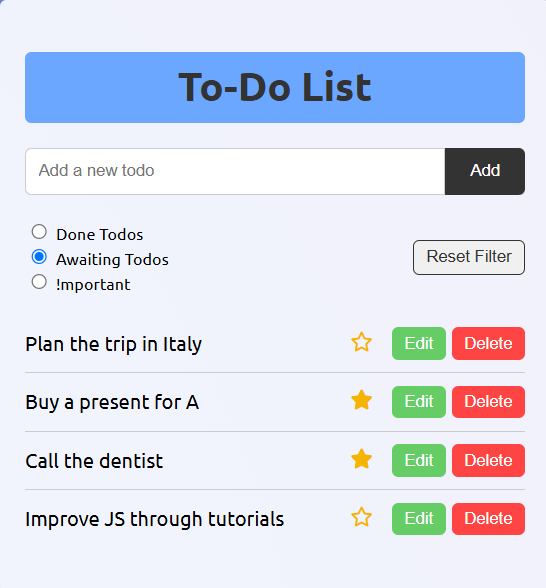 To-Do List
Add a new todo Add
Done Todos
Awaiting Todos
!mportant
Reset Filter
Plan the trip in Italy Edit Delete
Buy a present for A Edit Delete
Call the dentist Edit Delete
Improve JS through tutorials Edit Delete